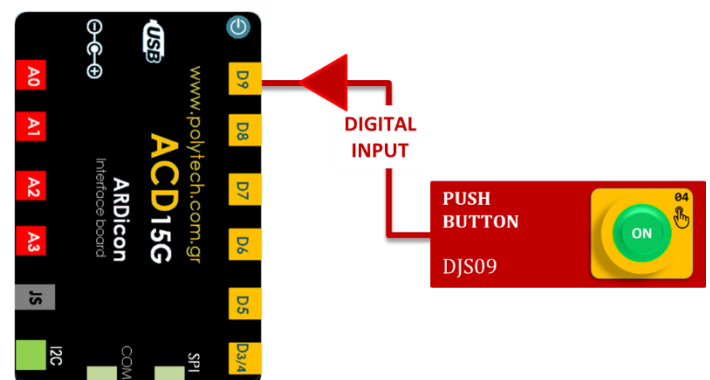 USB
www.polytech.com.gr
ACD15G
ARDicon
Interface board
A0
A1
A2
A3
JS
I2C
COM
SPI
D9
D8
D7
D6
D5
D3/4
DIGITAL
INPUT
PUSH
BUTTON
DJS09
04
ON